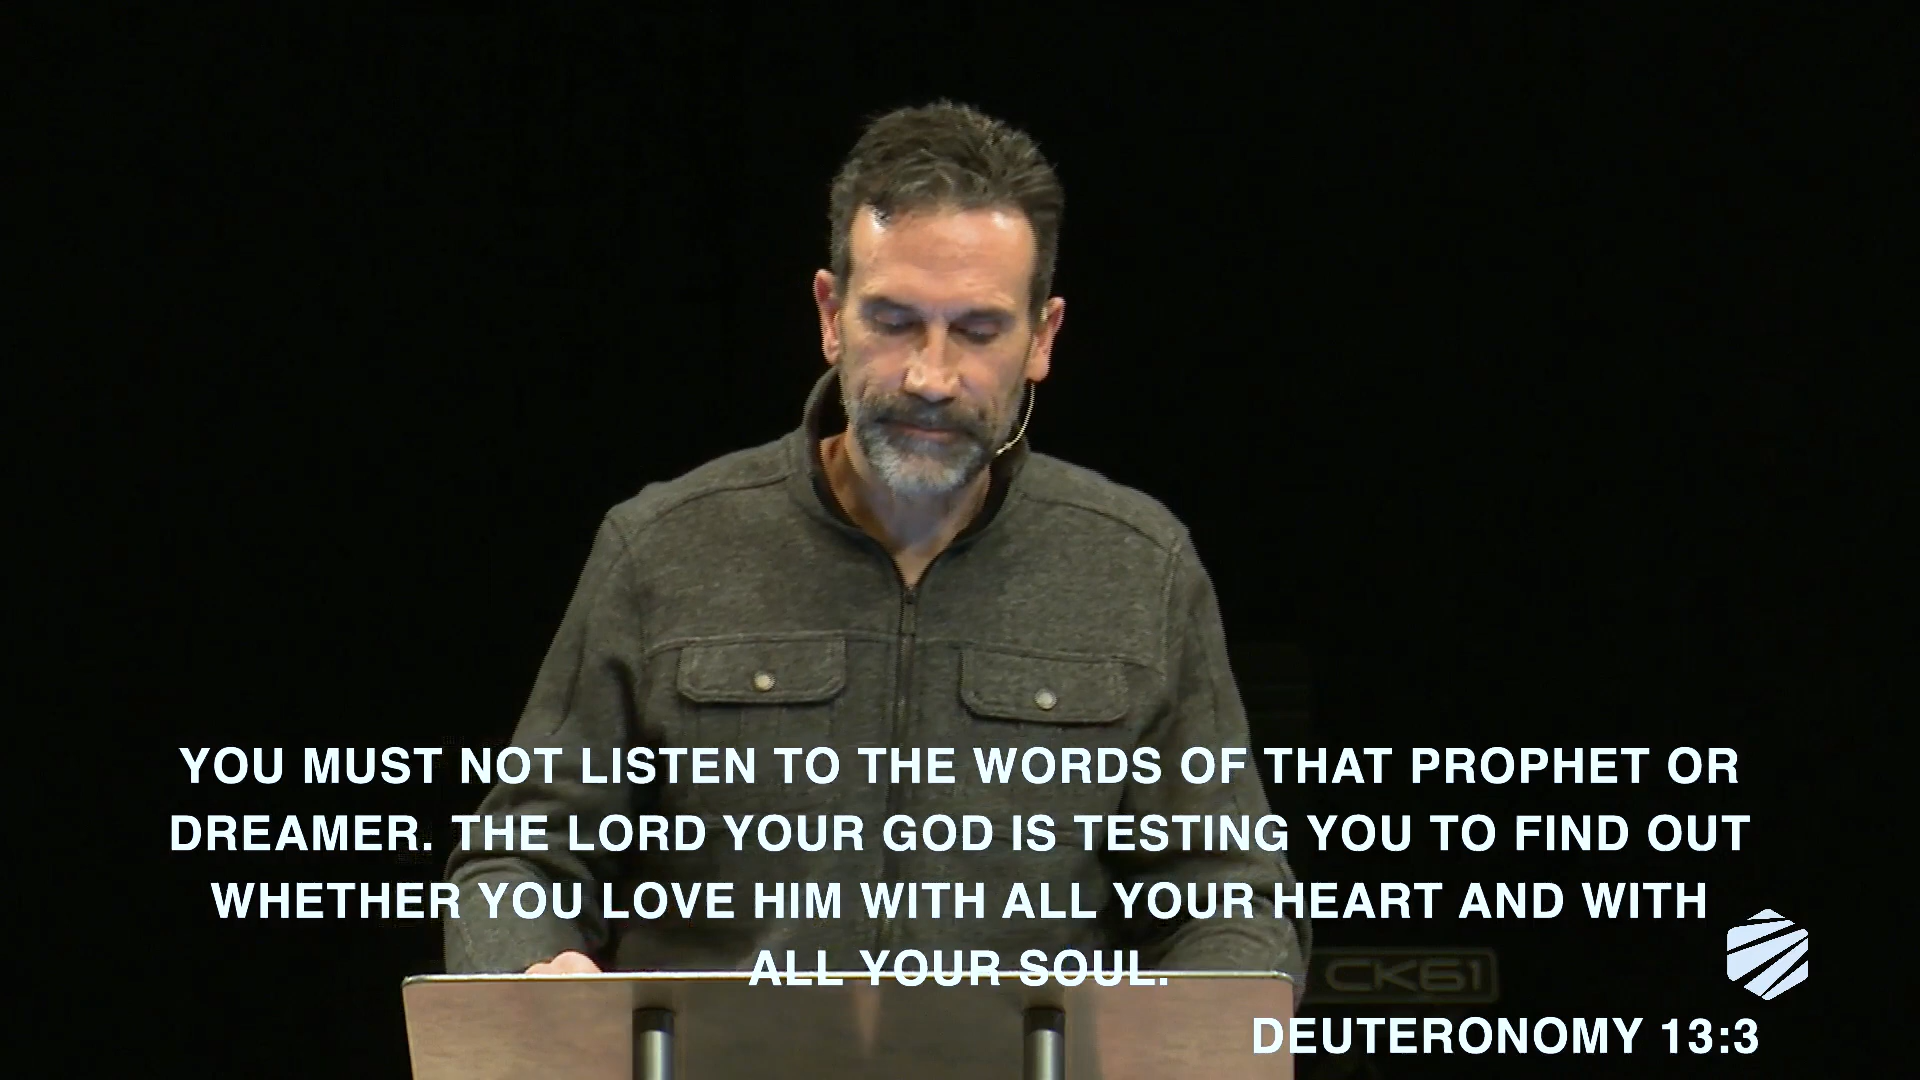 YOU MUST NOT LISTEN TO THE WORDS OF THAT PROPHET OR
DREAMER. THE LORD YOUR GOD IS TESTING YOU TO FIND OUT
WHETHER YOU LOVE HIM WITH ALL YOUR HEART AND WITH
ALL YOUR SOUL.
CK61
DEUTERONOMY 13:3